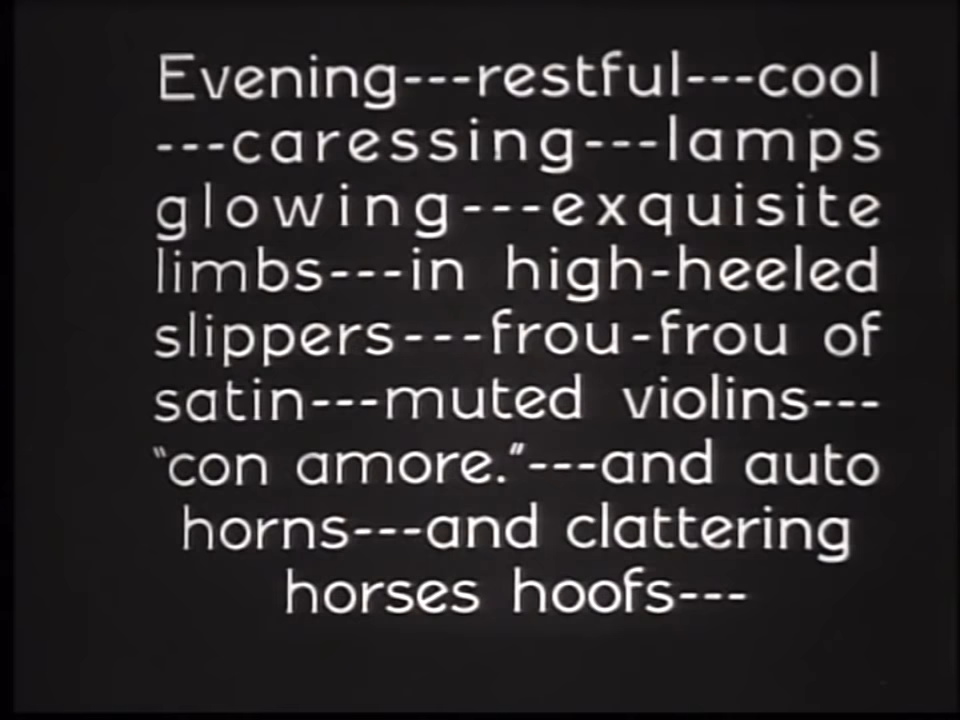 Evening---restful---cool
---caressing---lamps
glowing---exquisite
limbs---in high-heeled
slippers---frou-frou of
satin---muted violins---
"con amore."---and auto
horns---and clattering
horses hoofs---